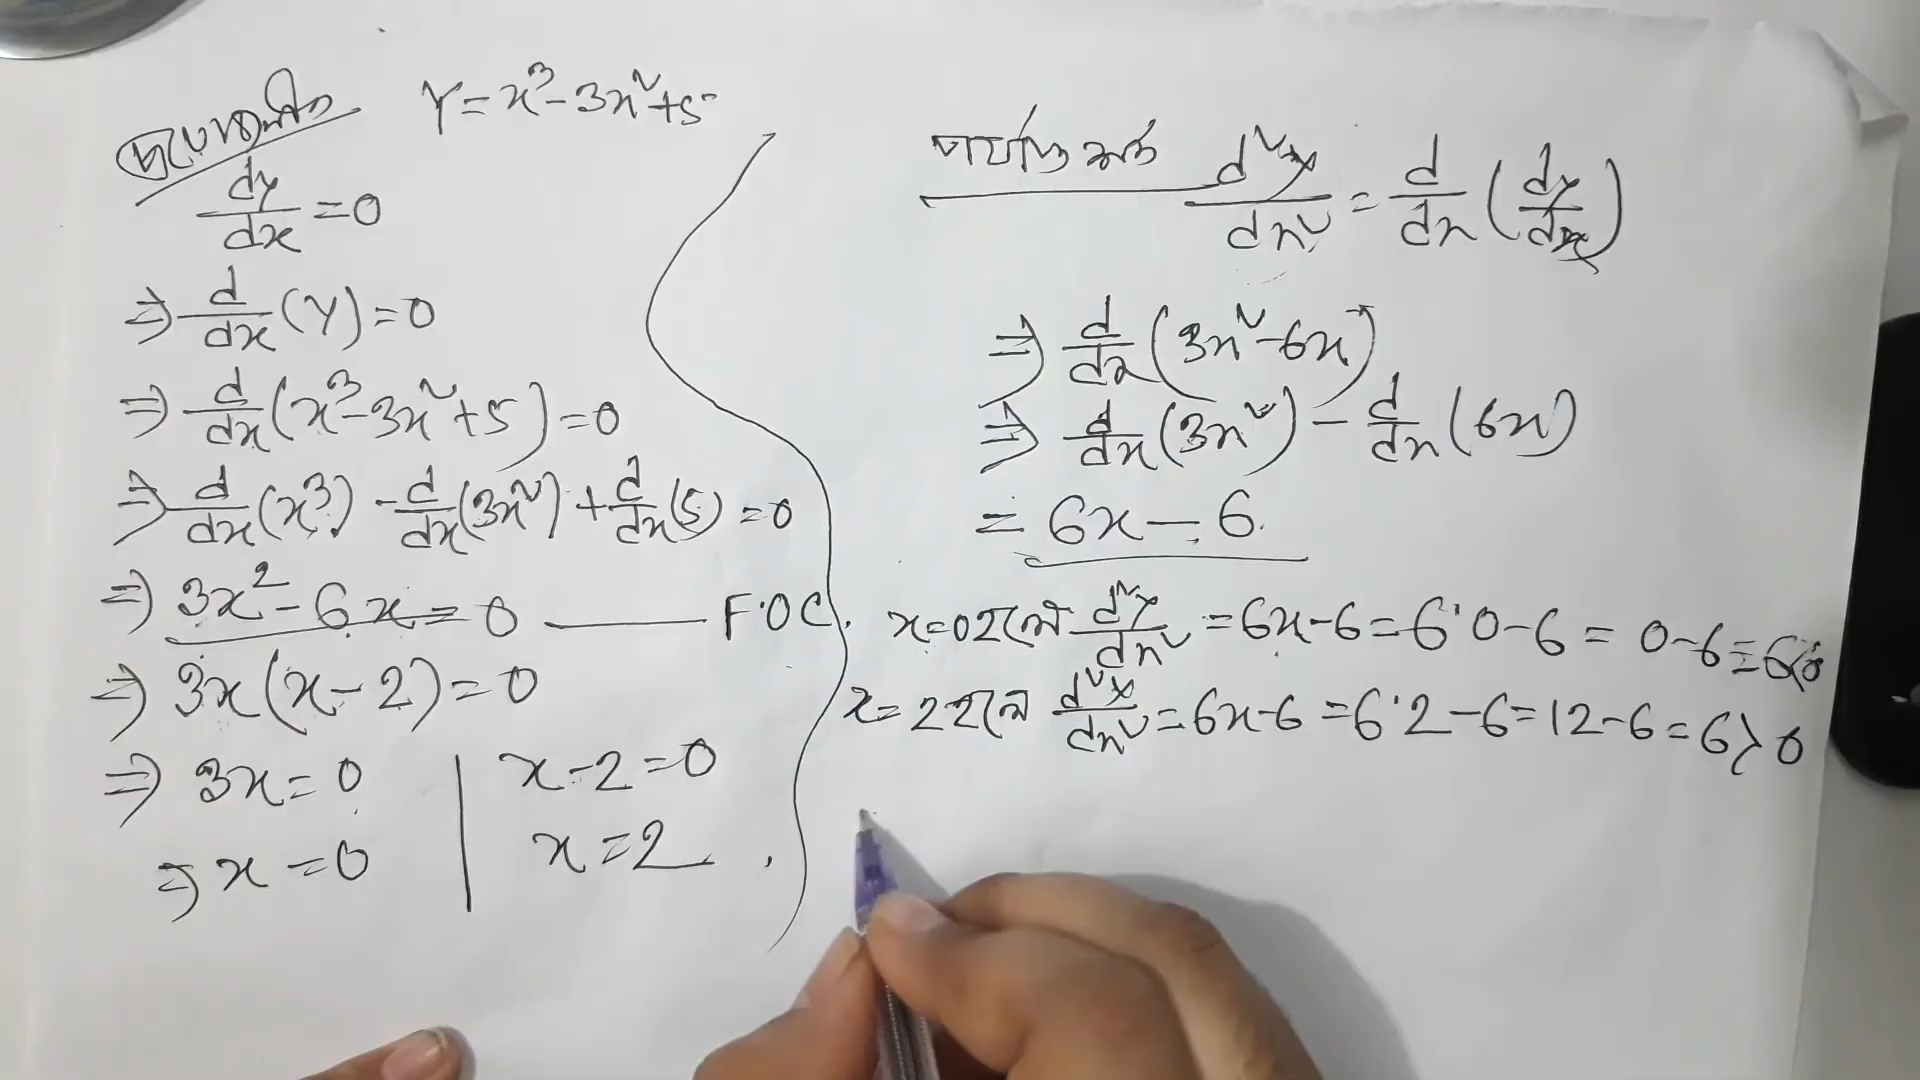 Y = x³ - 3x² + 5
dy/dx = 0
⇒ d/dx (Y) = 0
⇒ d/dx (x³ - 3x² + 5) = 0
⇒ d/dx (x³) - d/dx (3x²) + d/dx (5) = 0
⇒ 3x² - 6x = 0 —— F.O.C.
⇒ 3x (x - 2) = 0
⇒ 3x = 0 | x - 2 = 0
⇒ x = 0 | x = 2
পর্যাপ্ত শর্ত d²y/dx² = d/dx (dy/dx)
⇒ d/dx (3x² - 6x)
⇒ d/dx (3x²) - d/dx (6x)
= 6x - 6
x = 0 হলে d²y/dx² = 6x - 6 = 6·0 - 6 = 0 - 6 = 6 < 0
x = 2 হলে d²y/dx² = 6x - 6 = 6·2 - 6 = 12 - 6 = 6 > 0